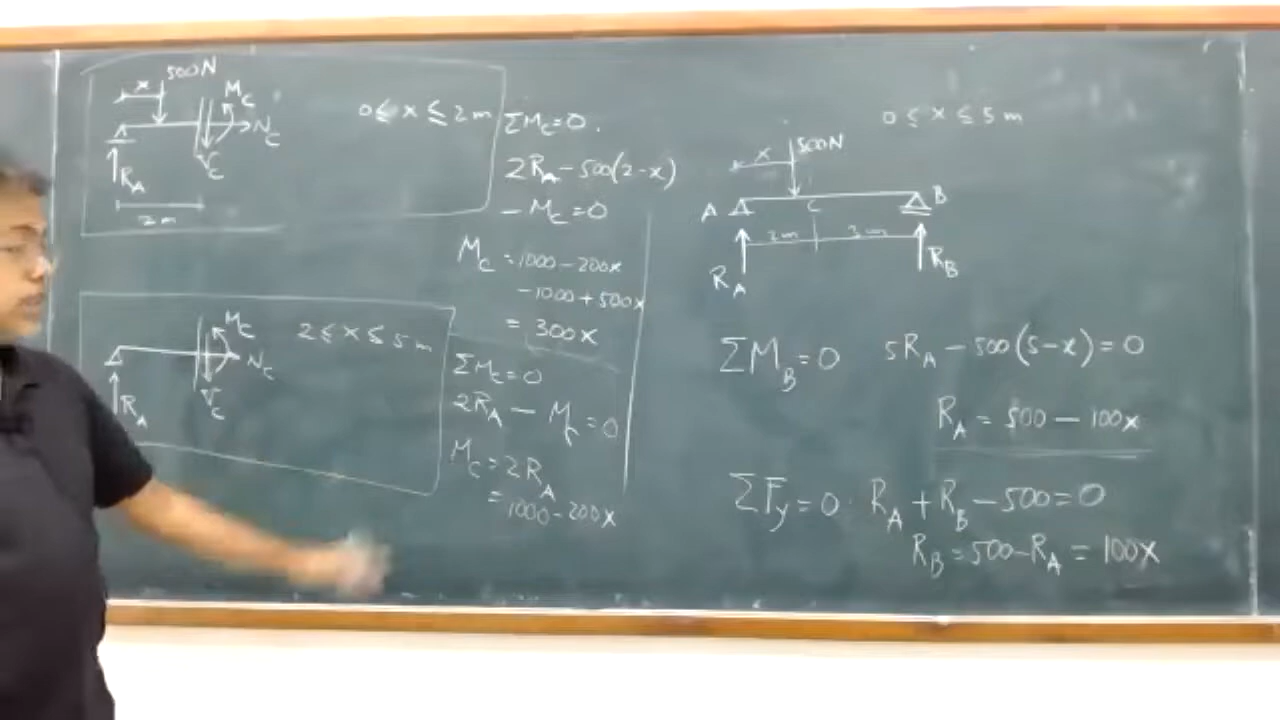 500N
x
M_C
N_C
V_C
R_A
2m
0 ≤ x ≤ 2 m
ΣM_C=0.
2R_A-500(2-x)
-M_C=0
M_C=1000-200x
-1000+500x
= 300x
M_C
N_C
V_C
R_A
2 ≤ x ≤ 5 m
ΣM_C=0
2R_A - M_C=0
M_C=2R_A
=1000-200x
0 ≤ x ≤ 5 m
x
500N
A
C
B
2m
3m
R_A
R_B
ΣM_B=0 5R_A-500(5-x)=0
R_A = 500 - 100x
ΣF_y=0 R_A+R_B-500=0
R_B=500-R_A = 100x